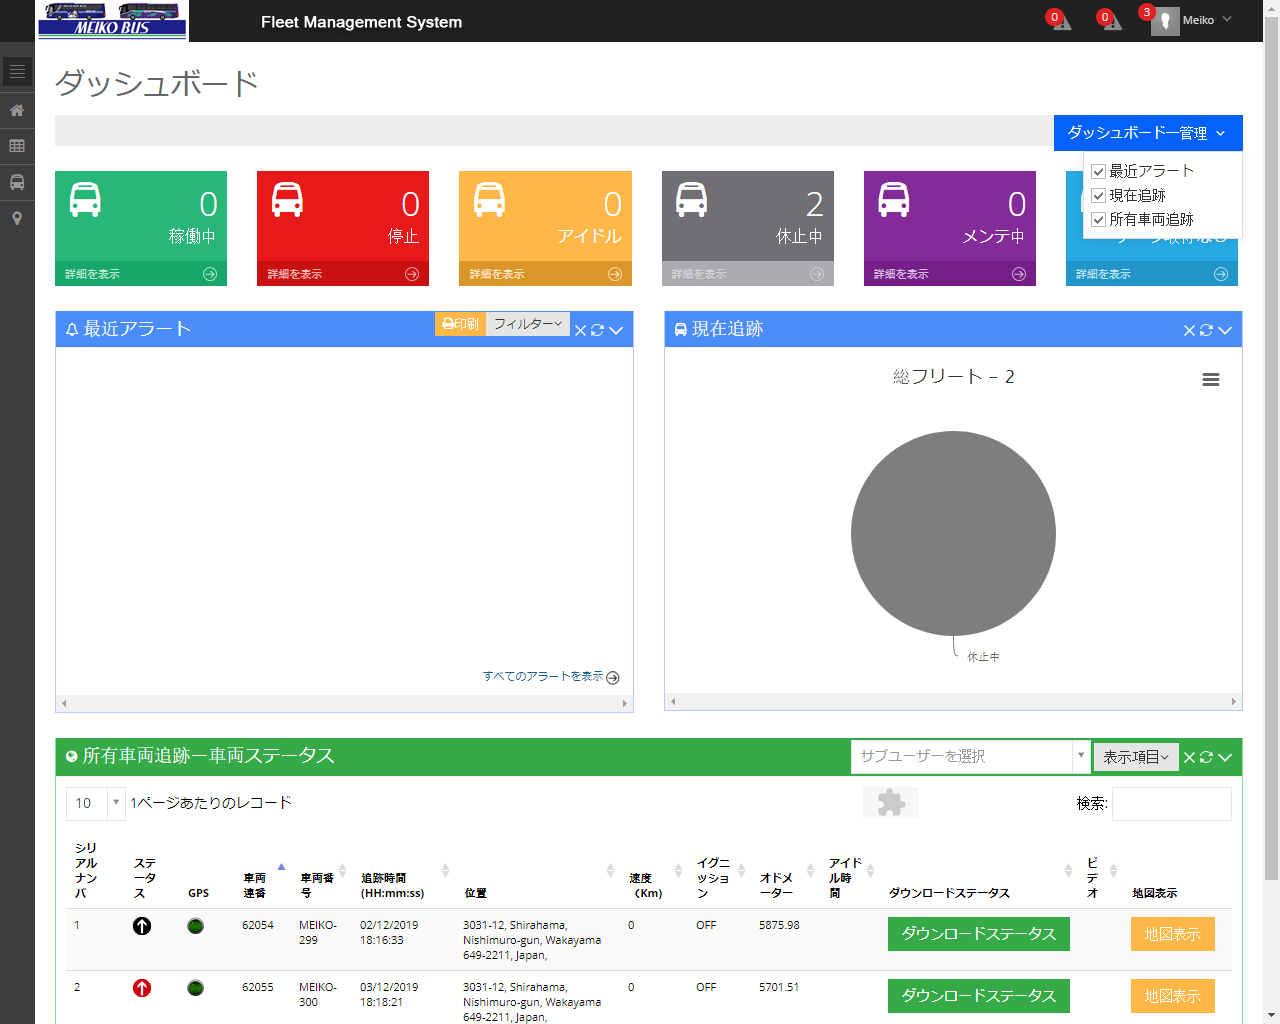 MEIKO BUS
Fleet Management System
0
0
3
Meiko
ダッシュボード
ダッシュボードー管理
最近アラート
現在追跡
所有車両追跡
0
稼働中
詳細を表示
0
停止
詳細を表示
0
アイドル
詳細を表示
2
休止中
詳細を表示
0
メンテ中
詳細を表示
詳細を表示
最近アラート
印刷
フィルター
すべてのアラートを表示
現在追跡
総フリート - 2
休止中
所有車両追跡ー車両ステータス
サブユーザーを選択
表示項目
10
1ページあたりのレコード
検索:
シリアルナンバ
ステータス
GPS
車両連番
車両番号
追跡時間 (HH:mm:ss)
位置
速度 (Km)
イグニッション
オドメーター
アイドル時間
ダウンロードステータス
ビデオ
地図表示
1
62054
MEIKO-299
02/12/2019 18:16:33
3031-12, Shirahama, Nishimuro-gun, Wakayama 649-2211, Japan,
0
OFF
5875.98
ダウンロードステータス
地図表示
2
62055
MEIKO-300
03/12/2019 18:18:21
3031-12, Shirahama, Nishimuro-gun, Wakayama 649-2211, Japan,
0
OFF
5701.51
ダウンロードステータス
地図表示